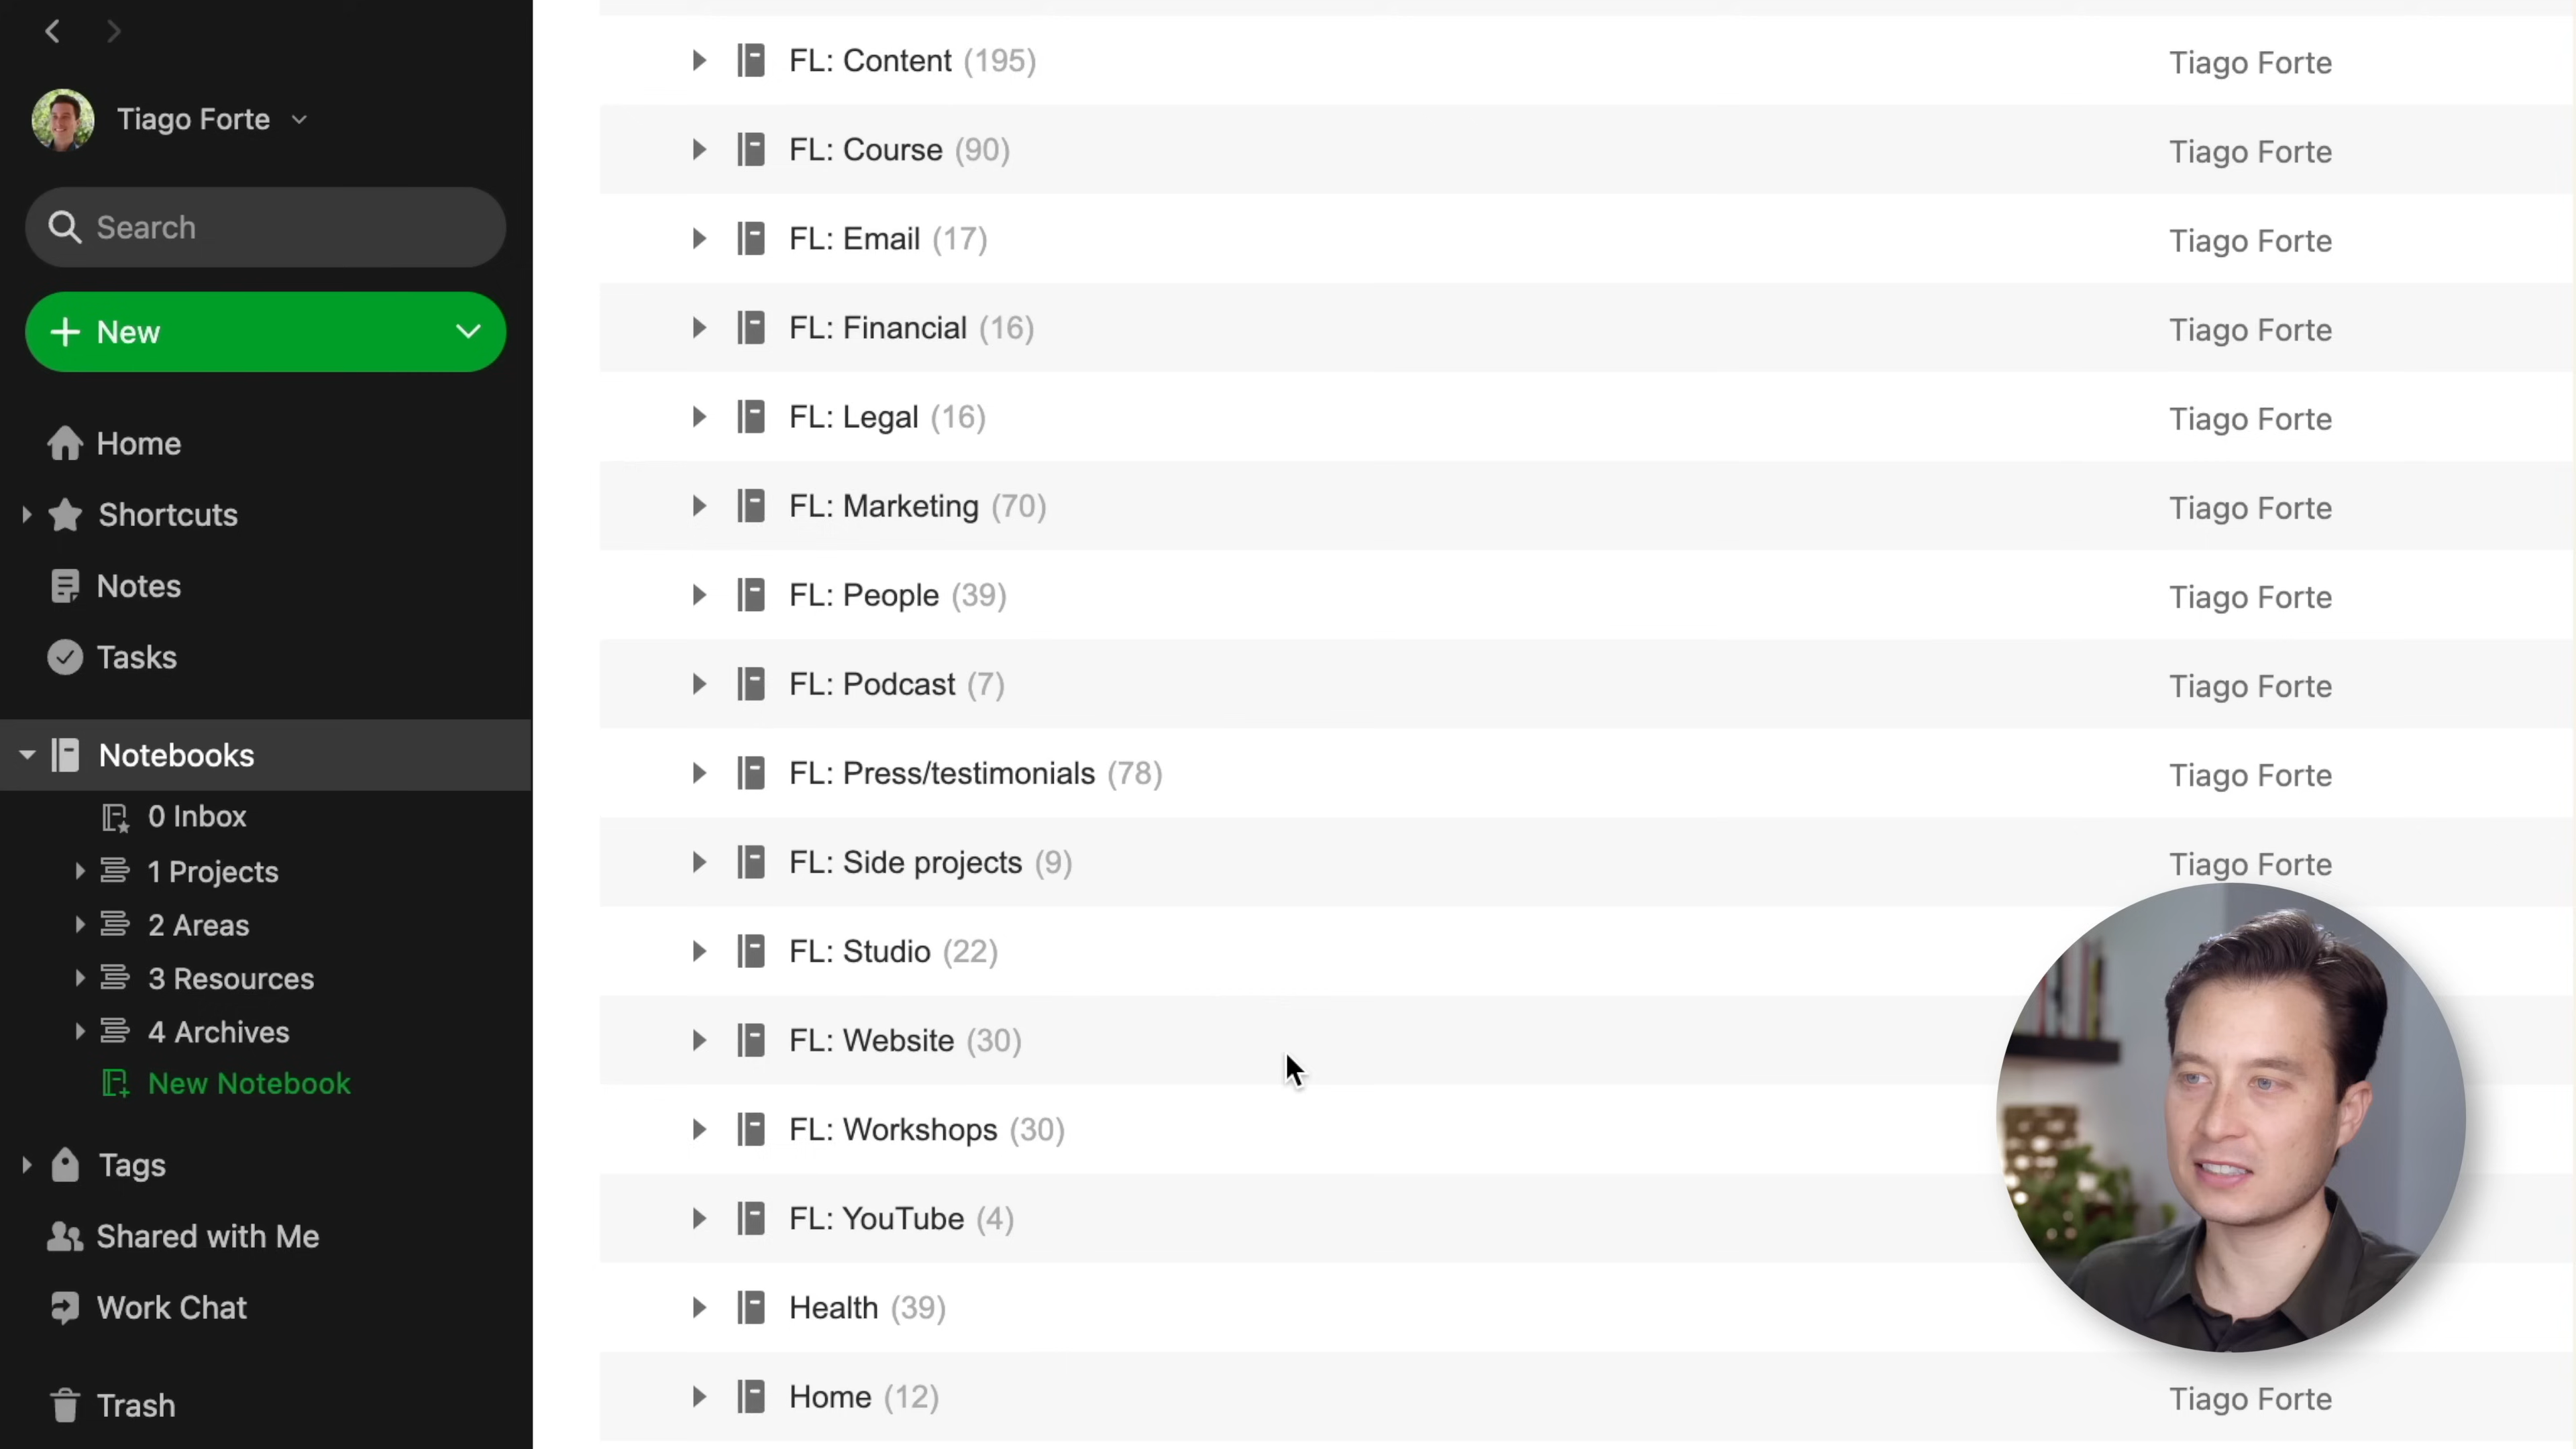 Tiago Forte
Search
New
Home
Shortcuts
Notes
Tasks
Notebooks
0 Inbox
1 Projects
2 Areas
3 Resources
4 Archives
New Notebook
Tags
Shared with Me
Work Chat
Trash
FL: Content (195) Tiago Forte
FL: Course (90) Tiago Forte
FL: Email (17) Tiago Forte
FL: Financial (16) Tiago Forte
FL: Legal (16) Tiago Forte
FL: Marketing (70) Tiago Forte
FL: People (39) Tiago Forte
FL: Podcast (7) Tiago Forte
FL: Press/testimonials (78) Tiago Forte
FL: Side projects (9) Tiago Forte
FL: Studio (22)
FL: Website (30)
FL: Workshops (30)
FL: YouTube (4)
Health (39)
Home (12) Tiago Forte